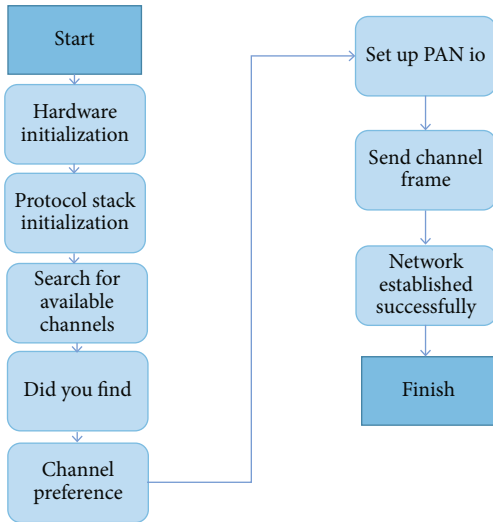 Start
Hardware
initialization
Protocol stack
initialization
Search for
available
channels
Did you find
Channel
preference
Set up PAN io
Send channel
frame
Network
established
successfully
Finish